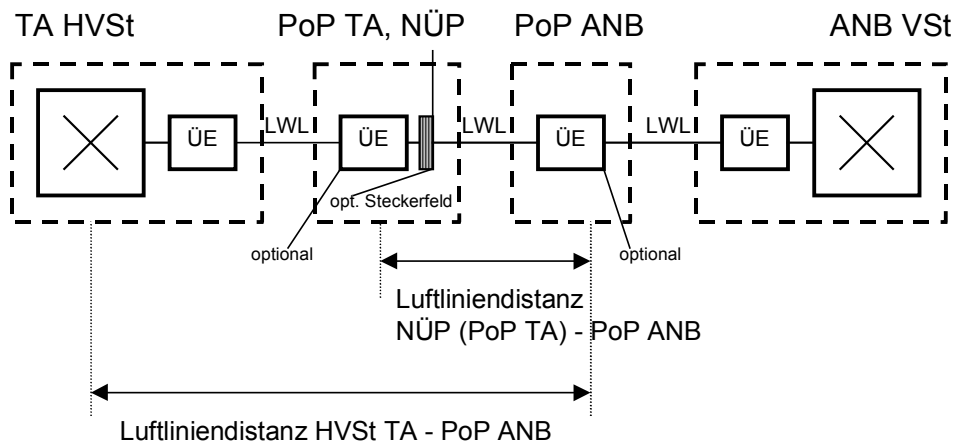 TA HVSt
PoP TA, NÜP
PoP ANB
ANB VSt
ÜE
LWL
ÜE
LWL
ÜE
LWL
ÜE
opt. Steckerfeld
optional
optional
Luftliniendistanz
NÜP (PoP TA) - PoP ANB
Luftliniendistanz HVSt TA - PoP ANB